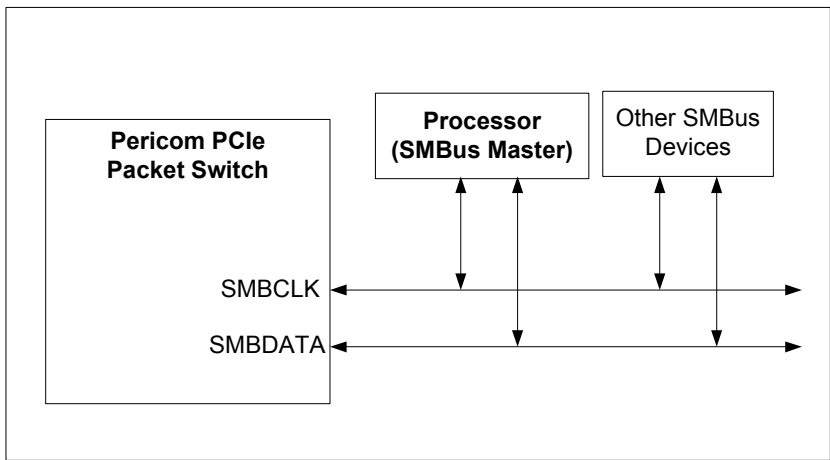 Pericom PCIe
Packet Switch
Processor
(SMBus Master)
Other SMBus
Devices
SMBCLK
SMBDATA